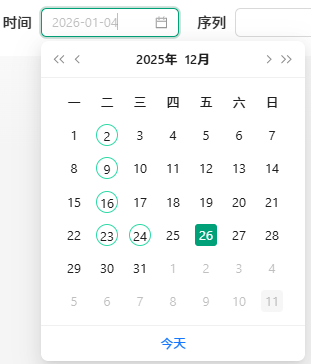 时间 2026-01-04 序列
2025年 12月
一 二 三 四 五 六 日
1 2 3 4 5 6 7
8 9 10 11 12 13 14
15 16 17 18 19 20 21
22 23 24 25 26 27 28
29 30 31 1 2 3 4
5 6 7 8 9 10 11
今天